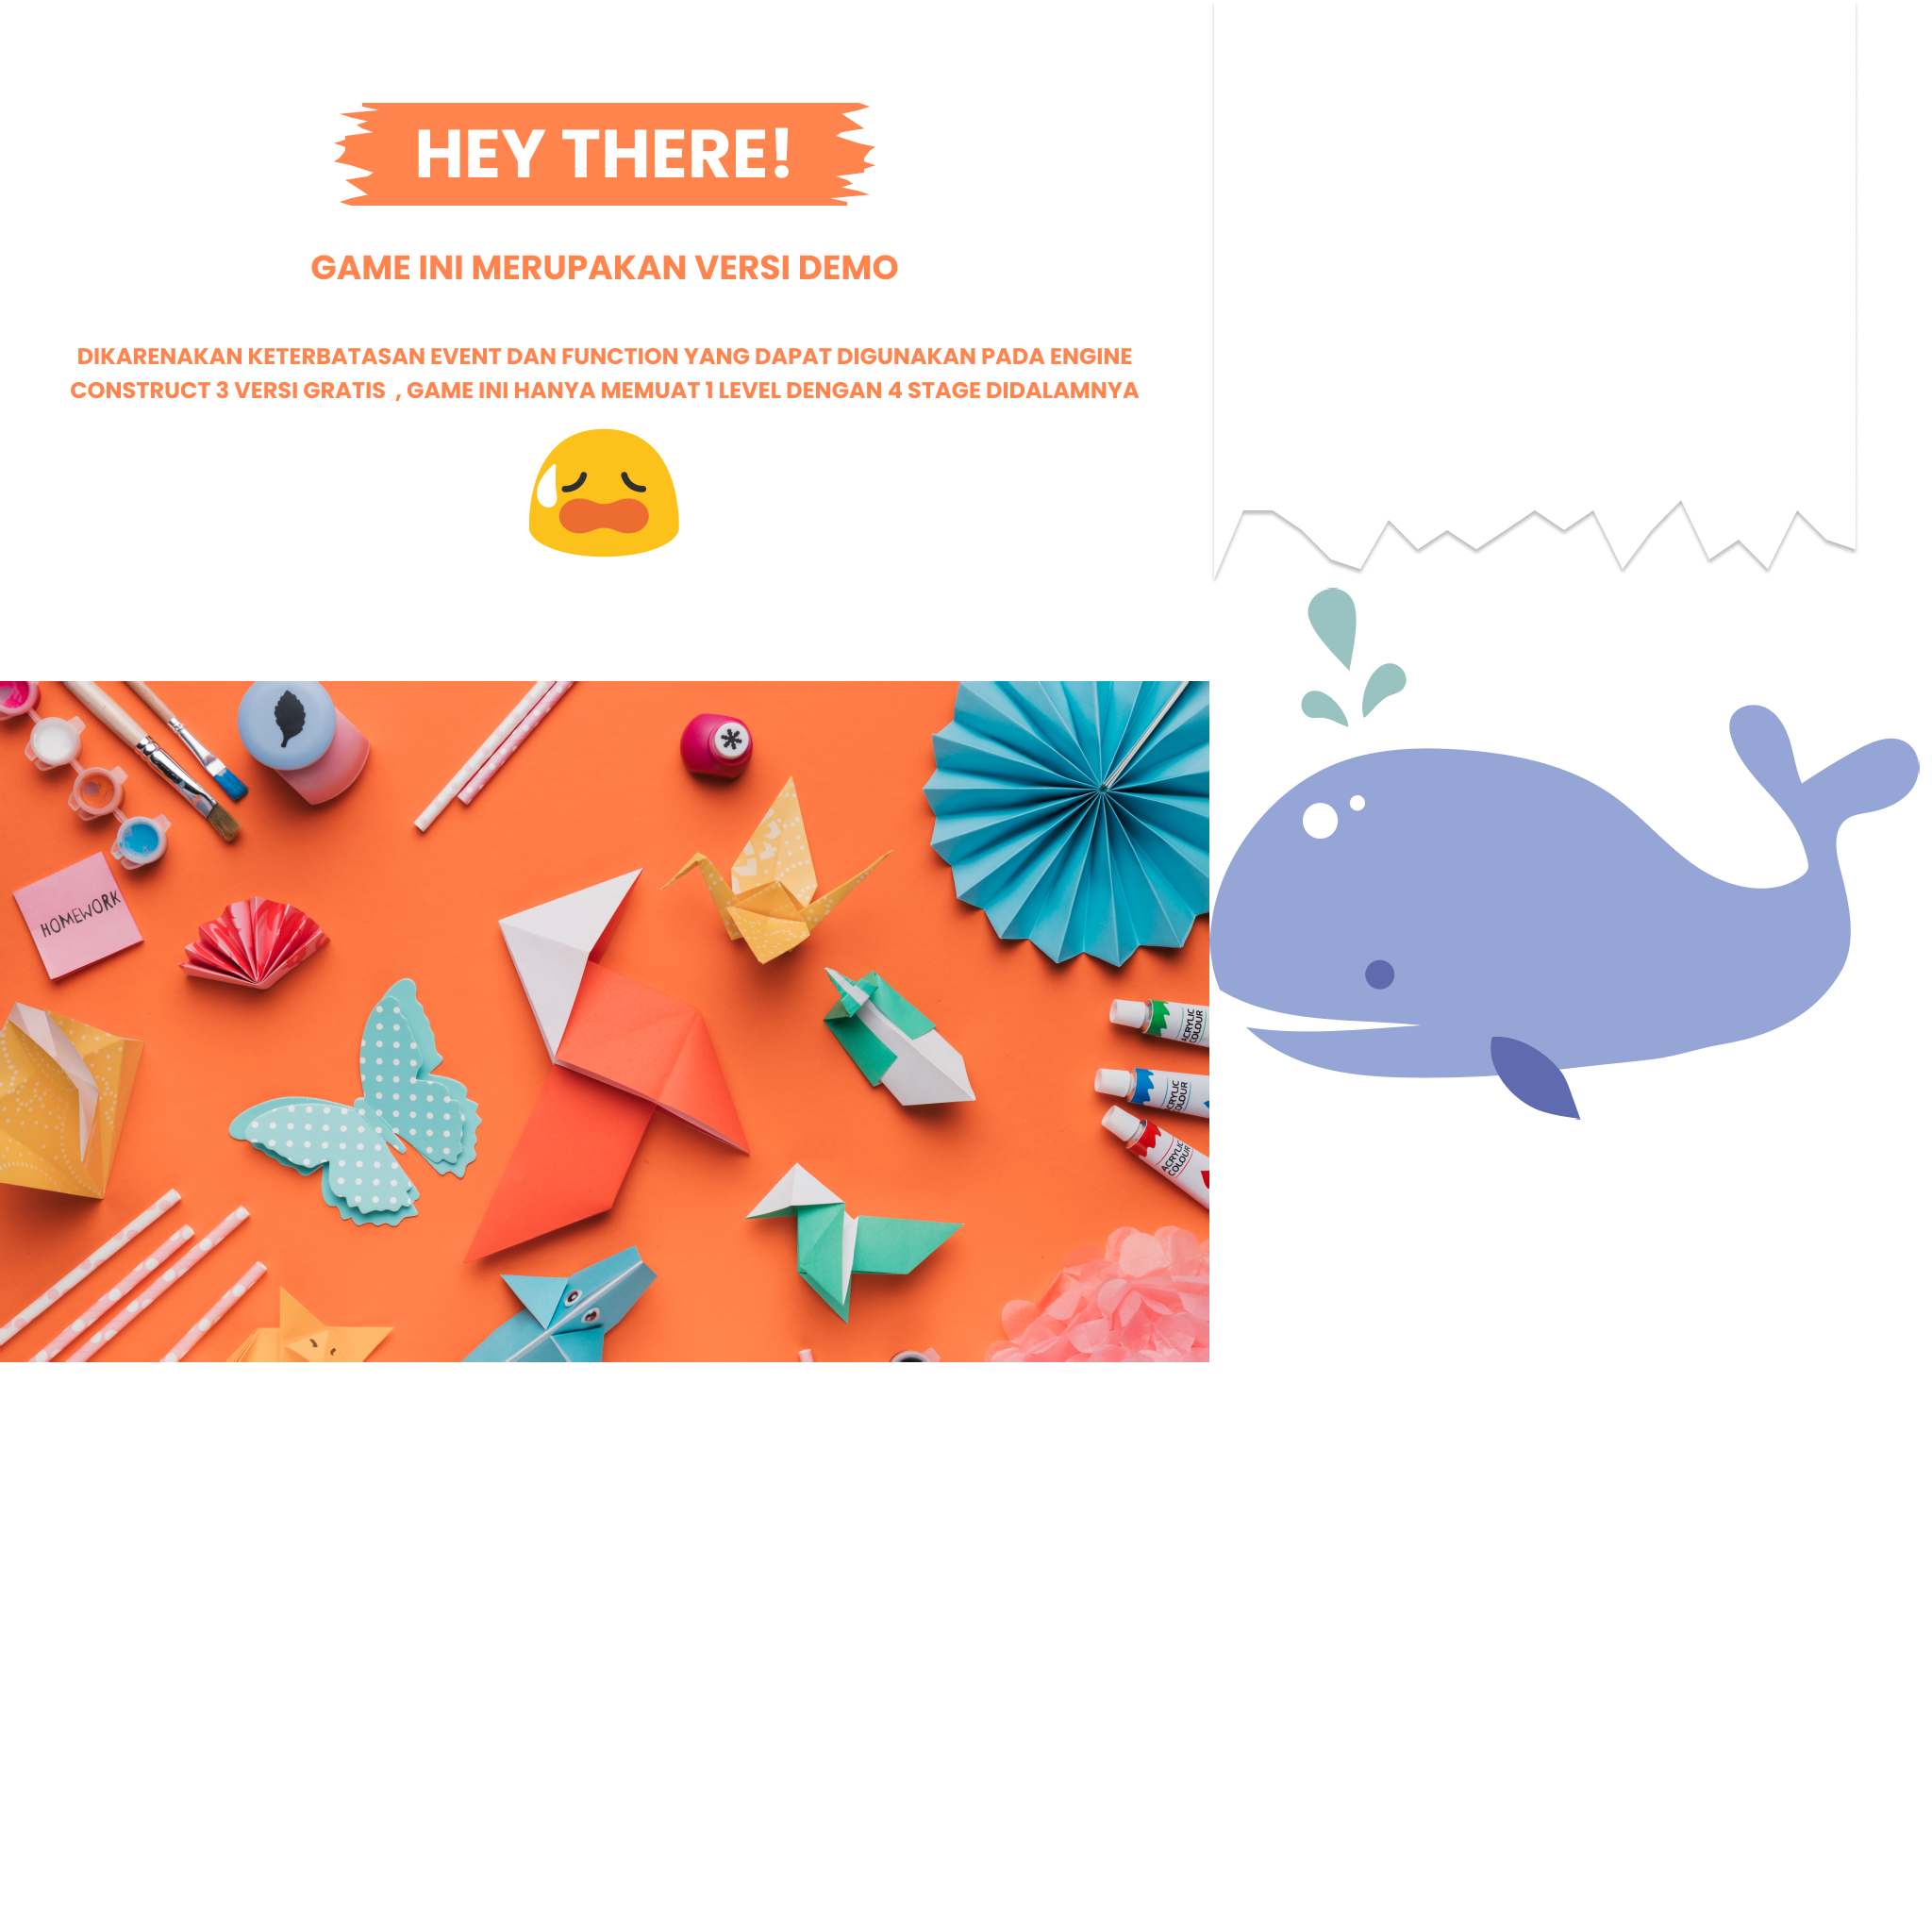 HEY THERE!
GAME INI MERUPAKAN VERSI DEMO
DIKARENAKAN KETERBATASAN EVENT DAN FUNCTION YANG DAPAT DIGUNAKAN PADA ENGINE
CONSTRUCT 3 VERSI GRATIS , GAME INI HANYA MEMUAT 1 LEVEL DENGAN 4 STAGE DIDALAMNYA
HOMEWORK
ACRYLIC
COLOUR
ACRYLIC
COLOUR
ACRYLIC
COLOUR